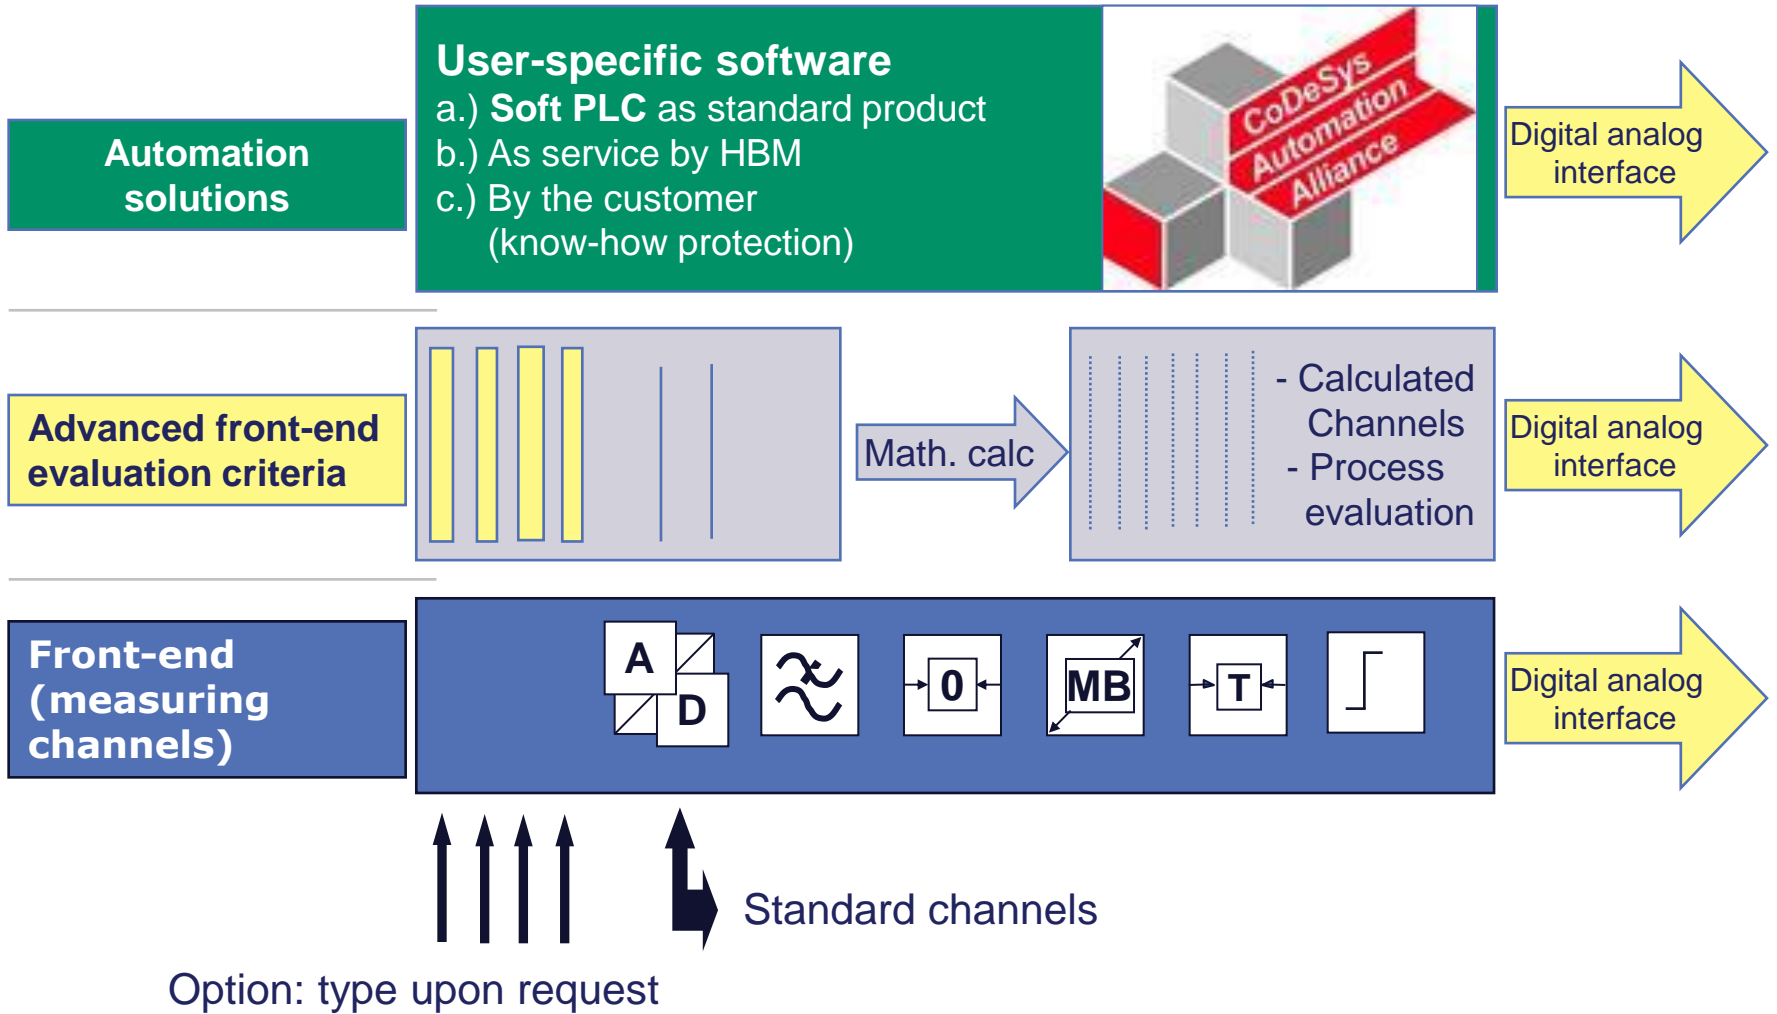 User-specific software
a.) Soft PLC as standard product
b.) As service by HBM
c.) By the customer
(know-how protection)
CoDeSys
Automation
Alliance
Automation
solutions
Digital analog
interface
Advanced front-end
evaluation criteria
Math. calc
- Calculated
Channels
- Process
evaluation
Digital analog
interface
Front-end
(measuring
channels)
A
D
0
MB
T
Digital analog
interface
Standard channels
Option: type upon request